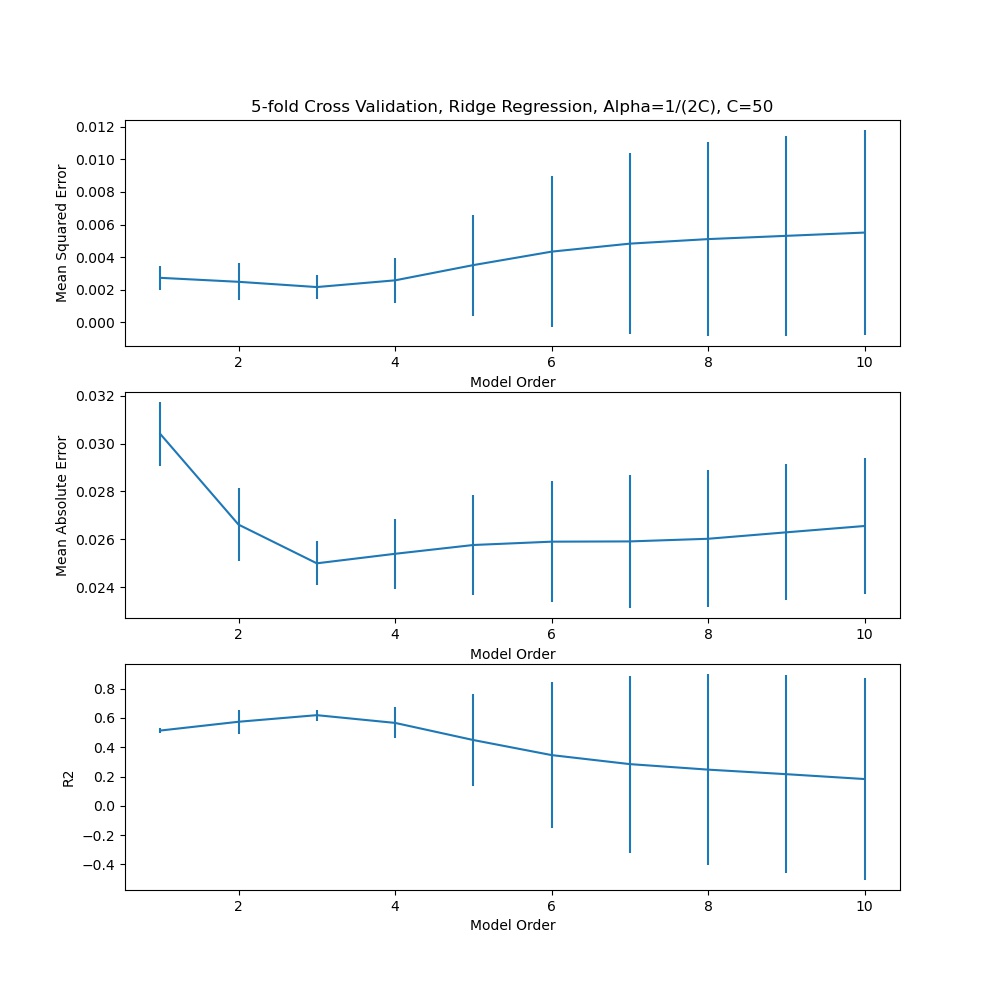 5-fold Cross Validation, Ridge Regression, Alpha=1/(2C), C=50
Mean Squared Error
0.012
0.010
0.008
0.006
0.004
0.002
0.000
2 4 6 8 10
Model Order
Mean Absolute Error
0.032
0.030
0.028
0.026
0.024
2 4 6 8 10
Model Order
R2
0.8
0.6
0.4
0.2
0.0
−0.2
−0.4
2 4 6 8 10
Model Order